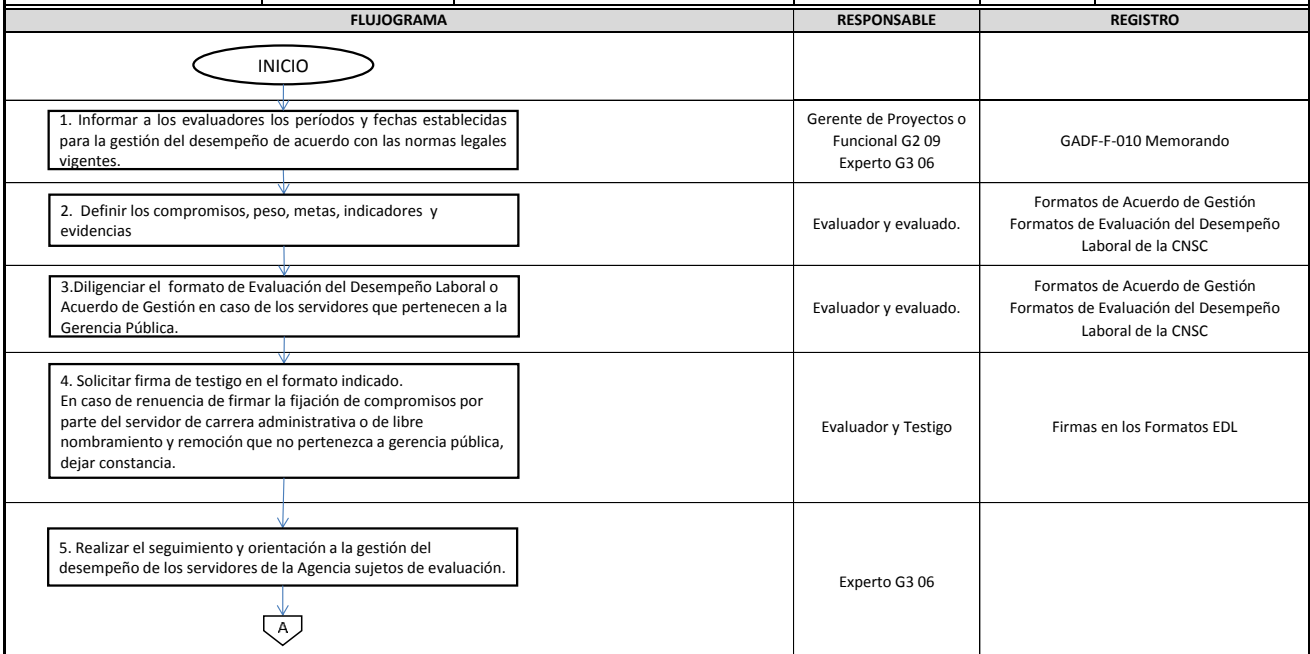 FLUJOGRAMA RESPONSABLE REGISTRO
INICIO
1. Informar a los evaluadores los períodos y fechas establecidas
para la gestión del desempeño de acuerdo con las normas legales
vigentes.
Gerente de Proyectos o
Funcional G2 09
Experto G3 06
GADF-F-010 Memorando
2. Definir los compromisos, peso, metas, indicadores y
evidencias
Evaluador y evaluado.
Formatos de Acuerdo de Gestión
Formatos de Evaluación del Desempeño
Laboral de la CNSC
3.Diligenciar el formato de Evaluación del Desempeño Laboral o
Acuerdo de Gestión en caso de los servidores que pertenecen a la
Gerencia Pública.
Evaluador y evaluado.
Formatos de Acuerdo de Gestión
Formatos de Evaluación del Desempeño
Laboral de la CNSC
4. Solicitar firma de testigo en el formato indicado.
En caso de renuencia de firmar la fijación de compromisos por
parte del servidor de carrera administrativa o de libre
nombramiento y remoción que no pertenezca a gerencia pública,
dejar constancia.
Evaluador y Testigo
Firmas en los Formatos EDL
5. Realizar el seguimiento y orientación a la gestión del
desempeño de los servidores de la Agencia sujetos de evaluación.
Experto G3 06
A